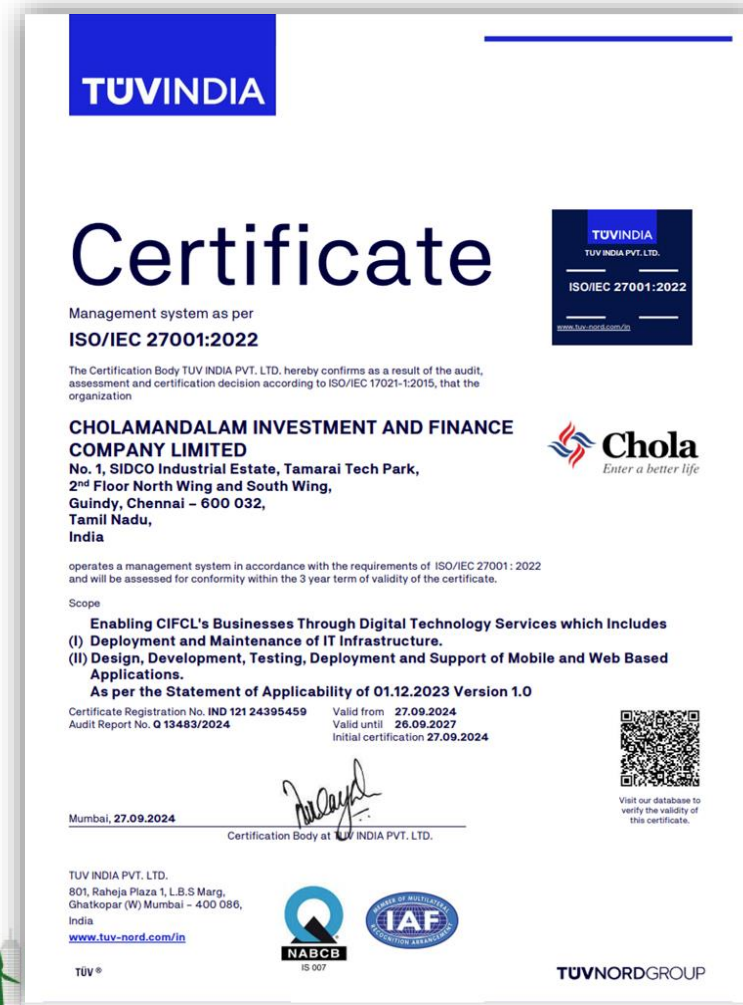 TÜVINDIA
Certificate
TÜVINDIA
TUV INDIA PVT. LTD.
ISO/IEC 27001:2022
www.tuv-nord.com/in
Management system as per
ISO/IEC 27001:2022
The Certification Body TUV INDIA PVT. LTD. hereby confirms as a result of the audit,
assessment and certification decision according to ISO/IEC 17021-1:2015, that the
organization
CHOLAMANDALAM INVESTMENT AND FINANCE
COMPANY LIMITED
No. 1, SIDCO Industrial Estate, Tamarai Tech Park,
2nd Floor North Wing and South Wing,
Guindy, Chennai – 600 032,
Tamil Nadu,
India
Chola
Enter a better life
operates a management system in accordance with the requirements of ISO/IEC 27001 : 2022
and will be assessed for conformity within the 3 year term of validity of the certificate.
Scope
Enabling CIFCL's Businesses Through Digital Technology Services which Includes
(I) Deployment and Maintenance of IT Infrastructure.
(II) Design, Development, Testing, Deployment and Support of Mobile and Web Based
Applications.
As per the Statement of Applicability of 01.12.2023 Version 1.0
Certificate Registration No. IND 121 24395459
Audit Report No. Q 13483/2024
Valid from 27.09.2024
Valid until 26.09.2027
Initial certification 27.09.2024
Visit our database to
verify the validity of
this certificate.
Mumbai, 27.09.2024
Certification Body at TUV INDIA PVT. LTD.
TUV INDIA PVT. LTD.
801, Raheja Plaza 1, L.B.S Marg,
Ghatkopar (W) Mumbai – 400 086,
India
www.tuv-nord.com/in
NABCB
IS 007
MEMBER OF MULTILATERAL
IAF
RECOGNITION ARRANGEMENT
TÜV ®
TÜVNORDGROUP